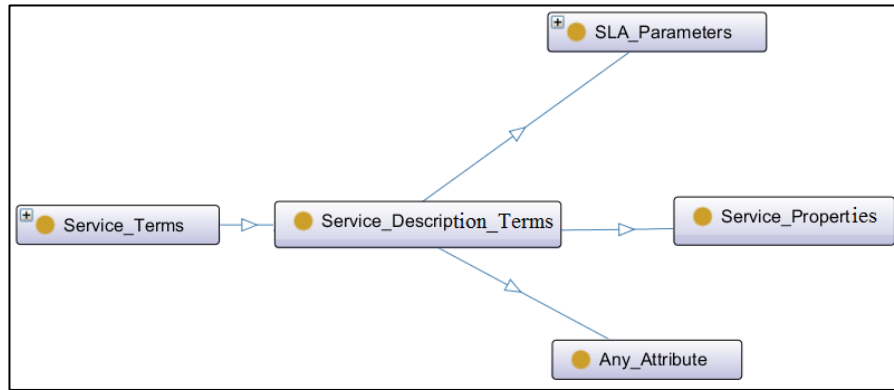 SLA_Parameters
Service_Terms
Service_Description_Terms
Service_Properties
Any_Attribute